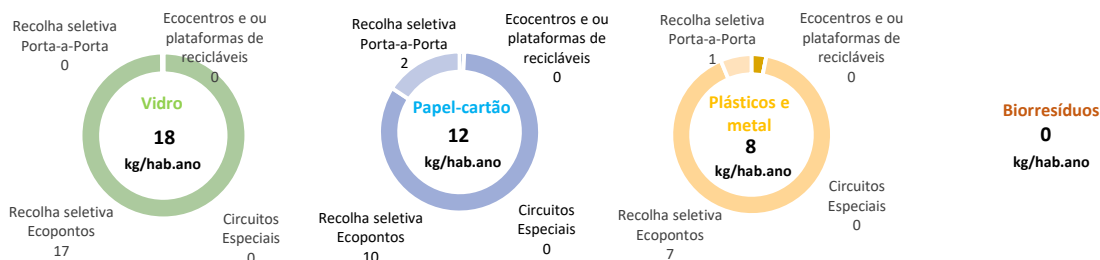 Recolha seletiva
Porta-a-Porta
0
Ecocentros e ou
plataformas de
recicláveis
0
Vidro
18
kg/hab.ano
Recolha seletiva
Ecopontos
17
Circuitos
Especiais
0
Recolha seletiva
Porta-a-Porta
2
Ecocentros e ou
plataformas de
recicláveis
0
Papel-cartão
12
kg/hab.ano
Recolha seletiva
Ecopontos
10
Circuitos
Especiais
0
Recolha seletiva
Porta-a-Porta
1
Ecocentros e ou
plataformas de
recicláveis
0
Plásticos e
metal
8
kg/hab.ano
Recolha seletiva
Ecopontos
7
Circuitos
Especiais
0
Biorresíduos
0
kg/hab.ano